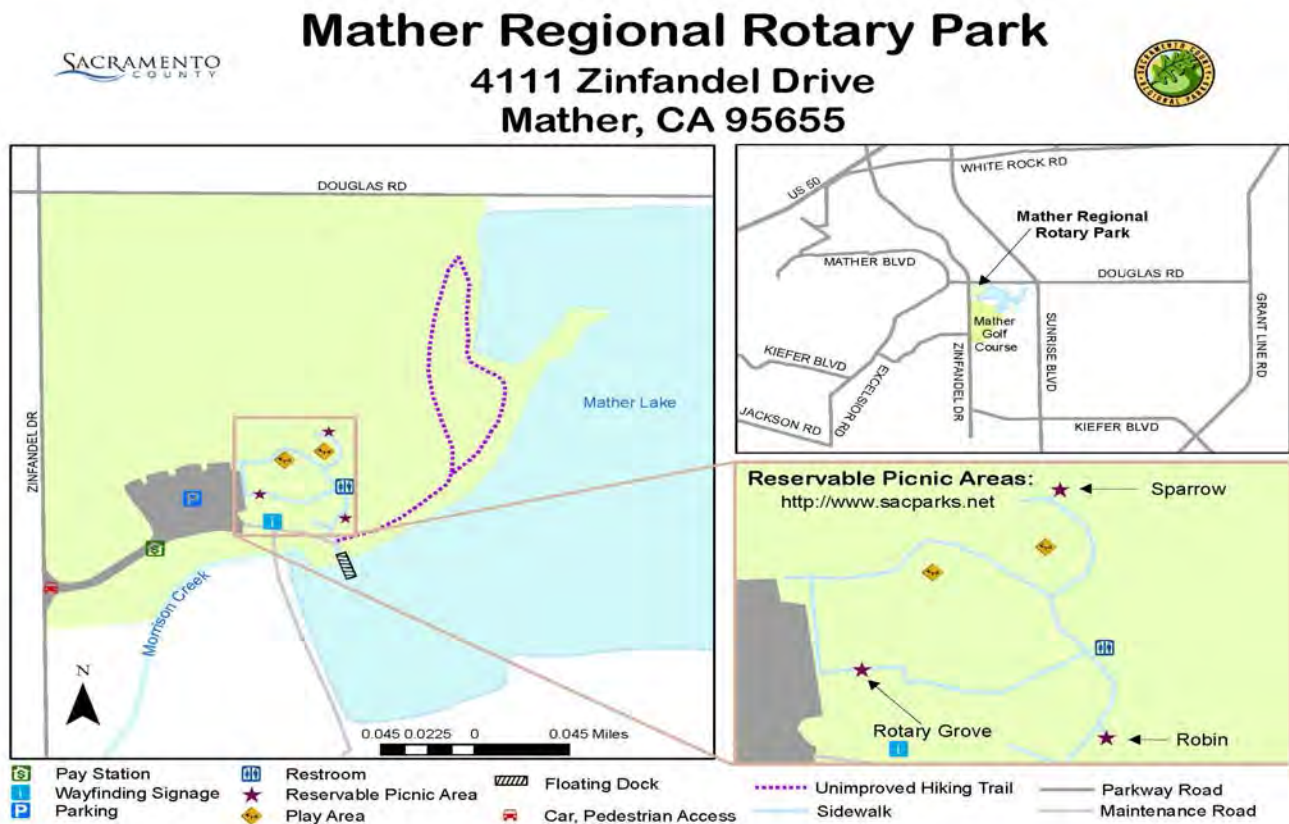 Mather Regional Rotary Park
4111 Zinfandel Drive
Mather, CA 95655
SACRAMENTO
COUNTY
SACRAMENTO COUNTY
REGIONAL PARKS
DOUGLAS RD
ZINFANDEL DR
Mather Lake
P
i
Morrison Creek
N
0.045 0.0225 0 0.045 Miles
US 50
WHITE ROCK RD
Mather Regional
Rotary Park
MATHER BLVD
DOUGLAS RD
Mather
Golf
Course
KIEFER BLVD
EXCELSIOR RD
ZINFANDEL DR
SUNRISE BLVD
GRANT LINE RD
JACKSON RD
KIEFER BLVD
Reservable Picnic Areas:
http://www.sacparks.net
Sparrow
Rotary Grove
Robin
i
Pay Station
i Wayfinding Signage
P Parking
Restroom
Reservable Picnic Area
Play Area
Floating Dock
Car, Pedestrian Access
Unimproved Hiking Trail
Sidewalk
Parkway Road
Maintenance Road